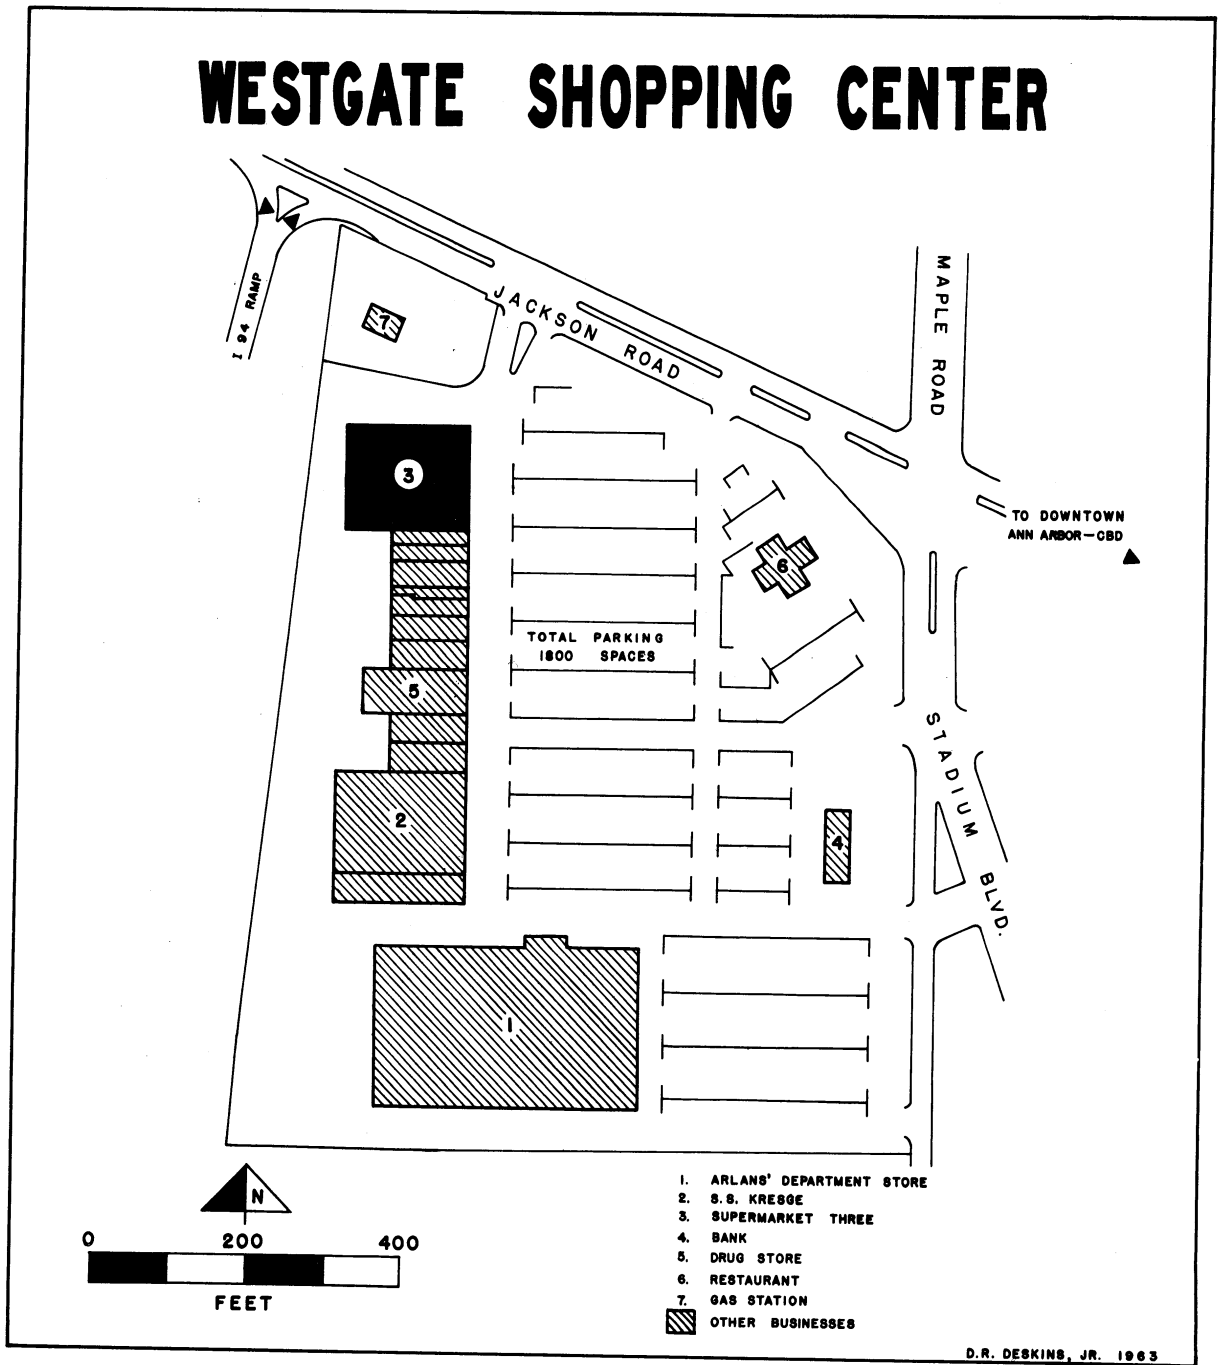 WESTGATE SHOPPING CENTER
I 94 RAMP
JACKSON ROAD
MAPLE ROAD
7
3
TO DOWNTOWN
ANN ARBOR-CBD
6
TOTAL PARKING
1800 SPACES
5
STADIUM BLVD.
2
4
1
N
0 200 400
FEET
1. ARLANS' DEPARTMENT STORE
2. S.S. KRESGE
3. SUPERMARKET THREE
4. BANK
5. DRUG STORE
6. RESTAURANT
7. GAS STATION
OTHER BUSINESSES
D.R. DESKINS, JR. 1963